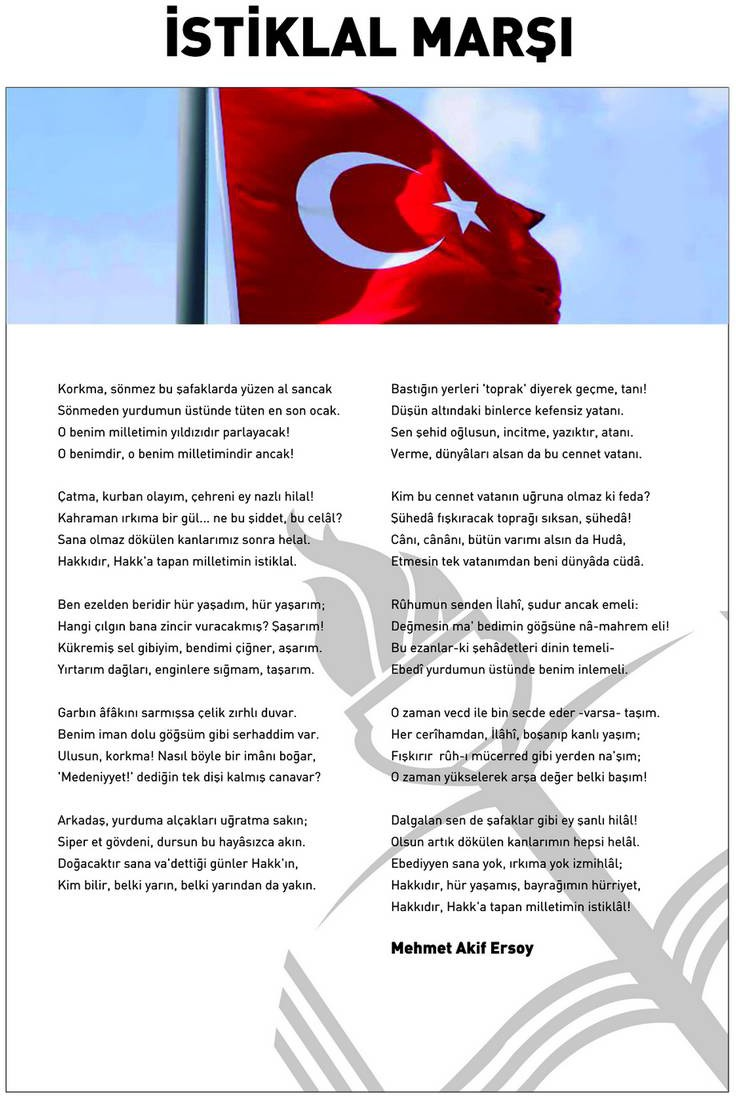 İSTİKLAL MARŞI
Korkma, sönmez bu şafaklarda yüzen al sancak
Sönmeden yurdumun üstünde tüten en son ocak.
O benim milletimin yıldızıdır parlayacak!
O benimdir, o benim milletimindir ancak!
Çatma, kurban olayım, çehreni ey nazlı hilal!
Kahraman ırkıma bir gül... ne bu şiddet, bu celâl?
Sana olmaz dökülen kanlarımız sonra helal.
Hakkıdır, Hakk'a tapan milletimin istiklal.
Ben ezelden beridir hür yaşadım, hür yaşarım;
Hangi çılgın bana zincir vuracakmış? Şaşarım!
Kükremiş sel gibiyim, bendimi çiğner, aşarım.
Yırtarım dağları, enginlere sığmam, taşarım.
Garbın âfâkını sarmışsa çelik zırhlı duvar.
Benim iman dolu göğsüm gibi serhaddim var.
Ulusun, korkma! Nasıl böyle bir imânı boğar,
'Medeniyyet!' dediğin tek dişi kalmış canavar?
Arkadaş, yurduma alçakları uğratma sakın;
Siper et gövdeni, dursun bu hayâsızca akın.
Doğacaktır sana va'dettiği günler Hakk'ın,
Kim bilir, belki yarın, belki yarından da yakın.
Bastığın yerleri 'toprak' diyerek geçme, tanı!
Düşün altındaki binlerce kefensiz yatanı.
Sen şehid oğlusun, incitme, yazıktır, atanı.
Verme, dünyâları alsan da bu cennet vatanı.
Kim bu cennet vatanın uğruna olmaz ki feda?
Şühedâ fışkıracak toprağı sıksan, şühedâ!
Cânı, cânânı, bütün varımı alsın da Hudâ,
Etmesin tek vatanımdan beni dünyâda cüdâ.
Rûhumun senden İlahî, şudur ancak emeli:
Değmesin ma' bedimin göğsüne nâ-mahrem eli!
Bu ezanlar-ki şehâdetleri dinin temeli-
Ebedî yurdumun üstünde benim inlemeli.
O zaman vecd ile bin secde eder -varsa- taşım.
Her cerîhamdan, İlâhî, boşanıp kanlı yaşım;
Fışkırır rûh-ı mücerred gibi yerden na'şım;
O zaman yükselerek arşa değer belki başım!
Dalgalan sen de şafaklar gibi ey şanlı hilâl!
Olsun artık dökülen kanlarımın hepsi helâl.
Ebediyyen sana yok, ırkıma yok izmihlâl;
Hakkıdır, hür yaşamış, bayrağımın hürriyet,
Hakkıdır, Hakk'a tapan milletimin istiklâl!
Mehmet Akif Ersoy